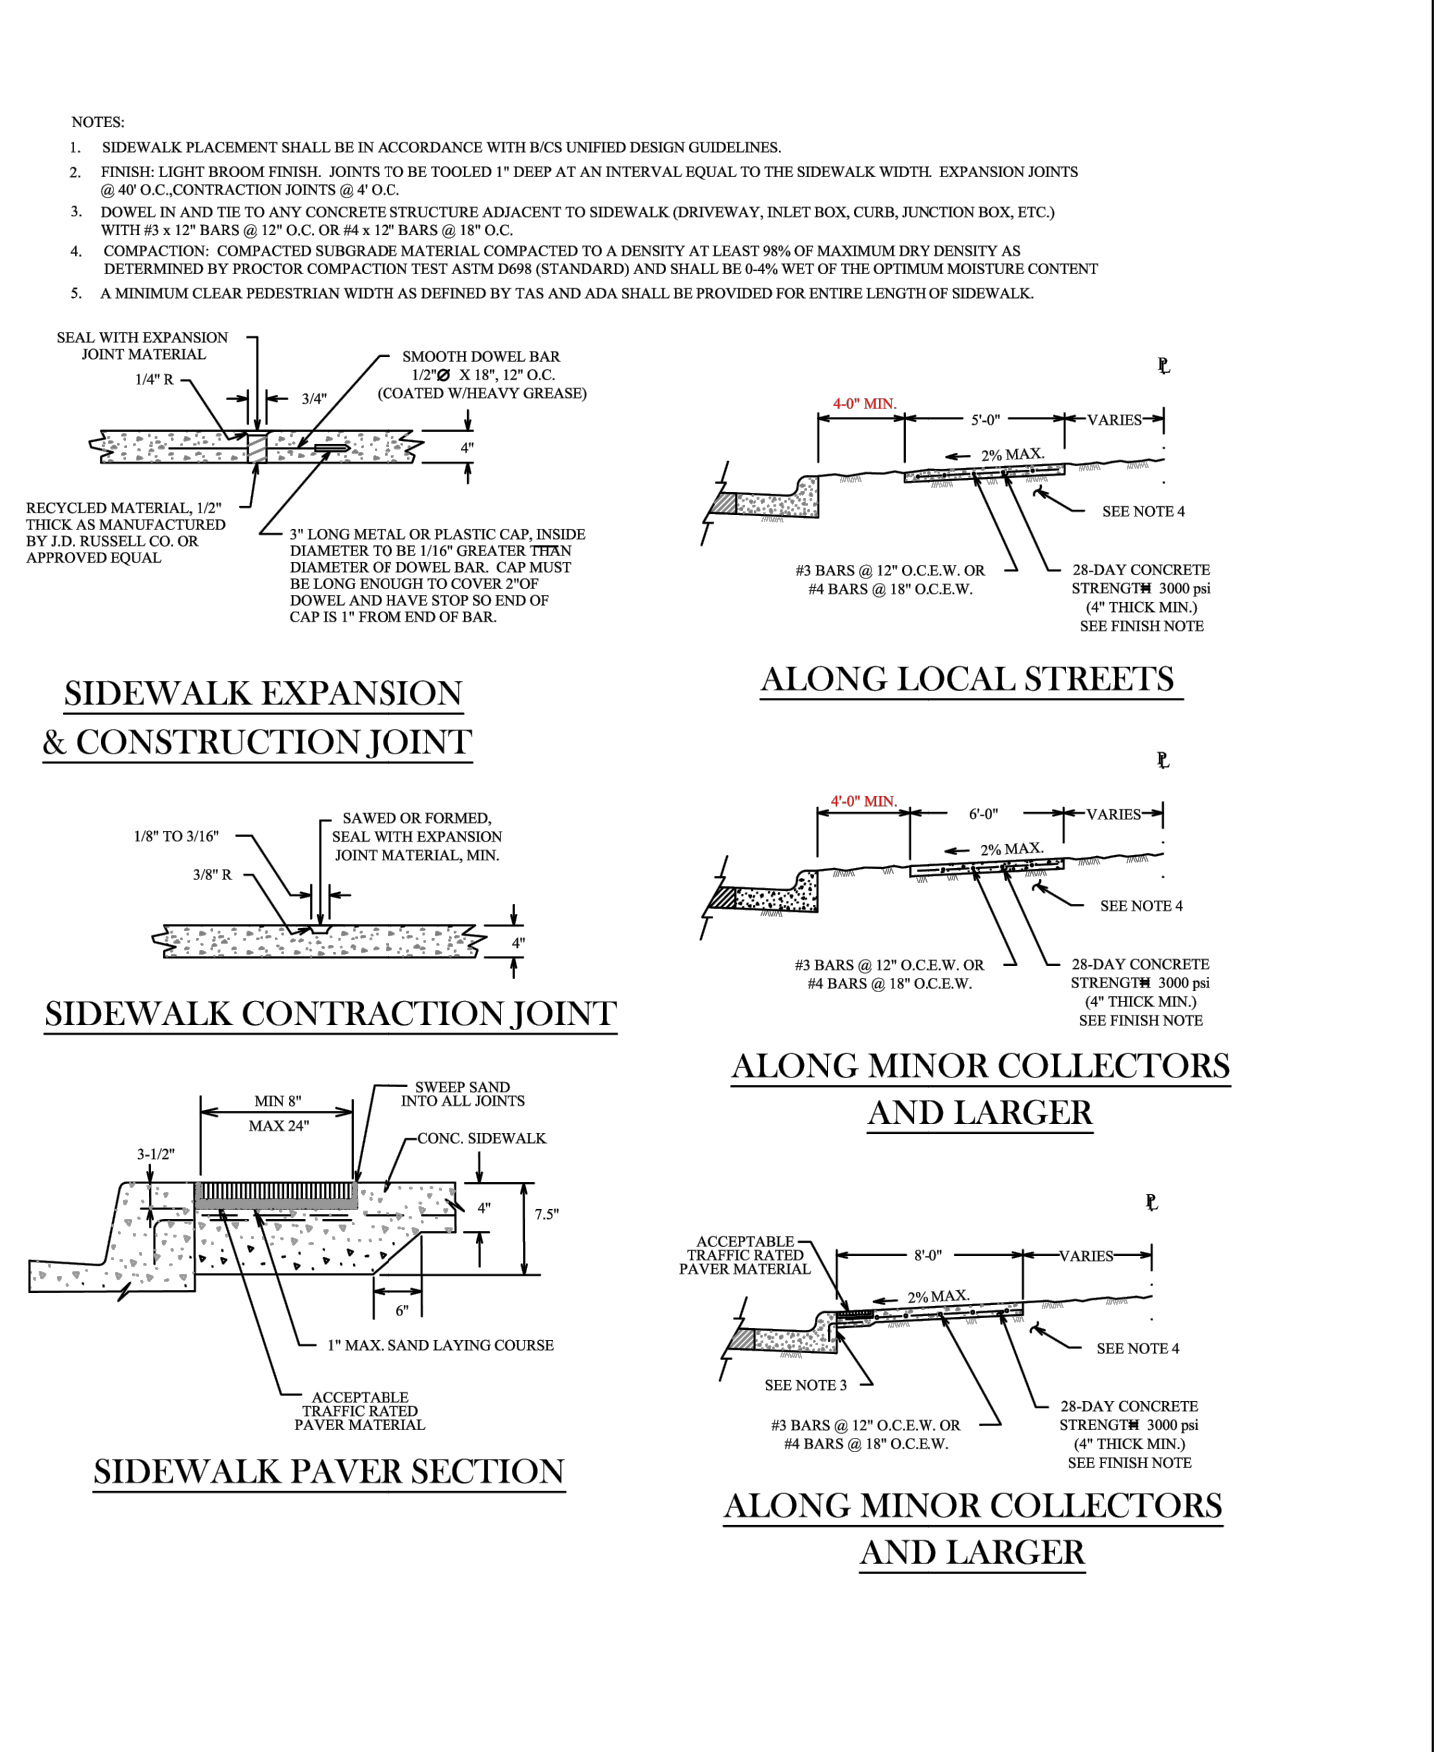 NOTES:
1. SIDEWALK PLACEMENT SHALL BE IN ACCORDANCE WITH B/CS UNIFIED DESIGN GUIDELINES.
2. FINISH: LIGHT BROOM FINISH. JOINTS TO BE TOOLED 1" DEEP AT AN INTERVAL EQUAL TO THE SIDEWALK WIDTH. EXPANSION JOINTS
@ 40' O.C.,CONTRACTION JOINTS @ 4' O.C.
3. DOWEL IN AND TIE TO ANY CONCRETE STRUCTURE ADJACENT TO SIDEWALK (DRIVEWAY, INLET BOX, CURB, JUNCTION BOX, ETC.)
WITH #3 x 12" BARS @ 12" O.C. OR #4 x 12" BARS @ 18" O.C.
4. COMPACTION: COMPACTED SUBGRADE MATERIAL COMPACTED TO A DENSITY AT LEAST 98% OF MAXIMUM DRY DENSITY AS
DETERMINED BY PROCTOR COMPACTION TEST ASTM D698 (STANDARD) AND SHALL BE 0-4% WET OF THE OPTIMUM MOISTURE CONTENT
5. A MINIMUM CLEAR PEDESTRIAN WIDTH AS DEFINED BY TAS AND ADA SHALL BE PROVIDED FOR ENTIRE LENGTH OF SIDEWALK.
SEAL WITH EXPANSION
JOINT MATERIAL
1/4" R
3/4"
SMOOTH DOWEL BAR
1/2"Ø X 18", 12" O.C.
(COATED W/HEAVY GREASE)
4"
RECYCLED MATERIAL, 1/2"
THICK AS MANUFACTURED
BY J.D. RUSSELL CO. OR
APPROVED EQUAL
3" LONG METAL OR PLASTIC CAP, INSIDE
DIAMETER TO BE 1/16" GREATER THAN
DIAMETER OF DOWEL BAR. CAP MUST
BE LONG ENOUGH TO COVER 2"OF
DOWEL AND HAVE STOP SO END OF
CAP IS 1" FROM END OF BAR.
SIDEWALK EXPANSION
& CONSTRUCTION JOINT
PL
4-0" MIN.
5'-0"
VARIES
2% MAX.
SEE NOTE 4
#3 BARS @ 12" O.C.E.W. OR
#4 BARS @ 18" O.C.E.W.
28-DAY CONCRETE
STRENGTH 3000 psi
(4" THICK MIN.)
SEE FINISH NOTE
ALONG LOCAL STREETS
1/8" TO 3/16"
3/8" R
SAWED OR FORMED,
SEAL WITH EXPANSION
JOINT MATERIAL, MIN.
4"
SIDEWALK CONTRACTION JOINT
PL
4'-0" MIN.
6'-0"
VARIES
2% MAX.
SEE NOTE 4
#3 BARS @ 12" O.C.E.W. OR
#4 BARS @ 18" O.C.E.W.
28-DAY CONCRETE
STRENGTH 3000 psi
(4" THICK MIN.)
SEE FINISH NOTE
ALONG MINOR COLLECTORS
AND LARGER
MIN 8"
MAX 24"
SWEEP SAND
INTO ALL JOINTS
CONC. SIDEWALK
3-1/2"
4"
7.5"
6"
1" MAX. SAND LAYING COURSE
ACCEPTABLE
TRAFFIC RATED
PAVER MATERIAL
SIDEWALK PAVER SECTION
PL
ACCEPTABLE
TRAFFIC RATED
PAVER MATERIAL
8'-0"
VARIES
2% MAX.
SEE NOTE 4
SEE NOTE 3
#3 BARS @ 12" O.C.E.W. OR
#4 BARS @ 18" O.C.E.W.
28-DAY CONCRETE
STRENGTH 3000 psi
(4" THICK MIN.)
SEE FINISH NOTE
ALONG MINOR COLLECTORS
AND LARGER